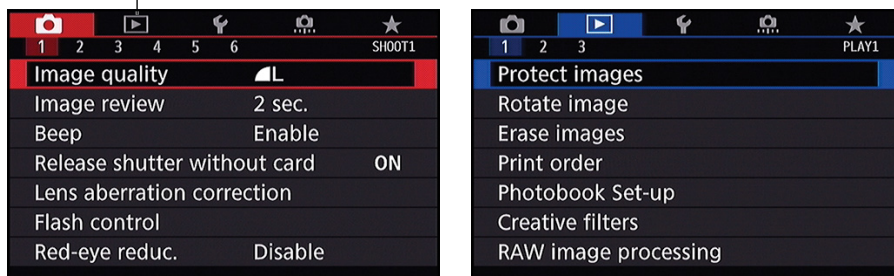 1 2 3 4 5 6 SHOOT1
Image quality L
Image review 2 sec.
Beep Enable
Release shutter without card ON
Lens aberration correction
Flash control
Red-eye reduc. Disable
1 2 3 PLAY1
Protect images
Rotate image
Erase images
Print order
Photobook Set-up
Creative filters
RAW image processing